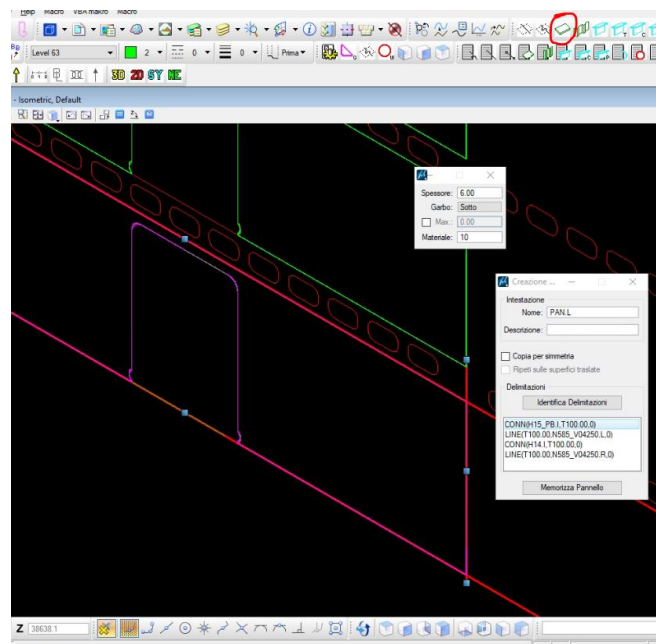 Help Macro VBA makro Macro
Level 63 2 0 0 Prima
3D 2D 6Y NE
- Isometric, Default
Spessore: 6.00
Garbo: Sotto
Max.: 0.00
Materiale: 10
Creazione ...
Intestazione
Nome: PAN.L
Descrizione:
Copia per simmetria
Ripeti sulle superfici traslate
Delimitazioni
Identifica Delimitazioni
CONN(H15_PB.I,T100.00,0)
LINE(T100.00,N585_V04250.L,0)
CONN(H14.I,T100.00,0)
LINE(T100.00,N585_V04250.R,0)
Memorizza Pannello
Z 38638.1